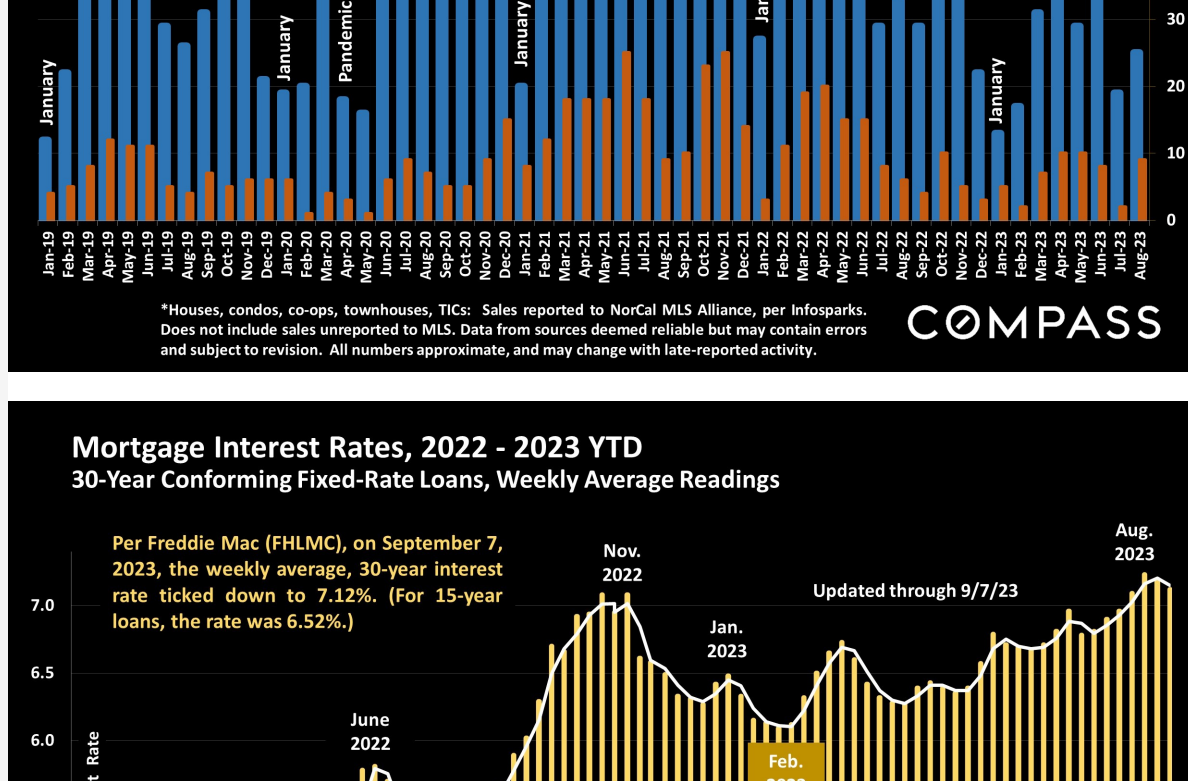 January
January
Pandemic
January
Jan
January
30
20
10
0
Jan-19
Feb-19
Mar-19
Apr-19
May-19
Jun-19
Jul-19
Aug-19
Sep-19
Oct-19
Nov-19
Dec-19
Jan-20
Feb-20
Mar-20
Apr-20
May-20
Jun-20
Jul-20
Aug-20
Sep-20
Oct-20
Nov-20
Dec-20
Jan-21
Feb-21
Mar-21
Apr-21
May-21
Jun-21
Jul-21
Aug-21
Sep-21
Oct-21
Nov-21
Dec-21
Jan-22
Feb-22
Mar-22
Apr-22
May-22
Jun-22
Jul-22
Aug-22
Sep-22
Oct-22
Nov-22
Dec-22
Jan-23
Feb-23
Mar-23
Apr-23
May-23
Jun-23
Jul-23
Aug-23
*Houses, condos, co-ops, townhouses, TICs: Sales reported to NorCal MLS Alliance, per Infosparks.
Does not include sales unreported to MLS. Data from sources deemed reliable but may contain errors
and subject to revision. All numbers approximate, and may change with late-reported activity.
COMPASS
Mortgage Interest Rates, 2022 - 2023 YTD
30-Year Conforming Fixed-Rate Loans, Weekly Average Readings
Per Freddie Mac (FHLMC), on September 7,
2023, the weekly average, 30-year interest
rate ticked down to 7.12%. (For 15-year
loans, the rate was 6.52%.)
Nov.
2022
Aug.
2023
Updated through 9/7/23
Jan.
2023
June
2022
Feb.
7.0
6.5
6.0
t Rate